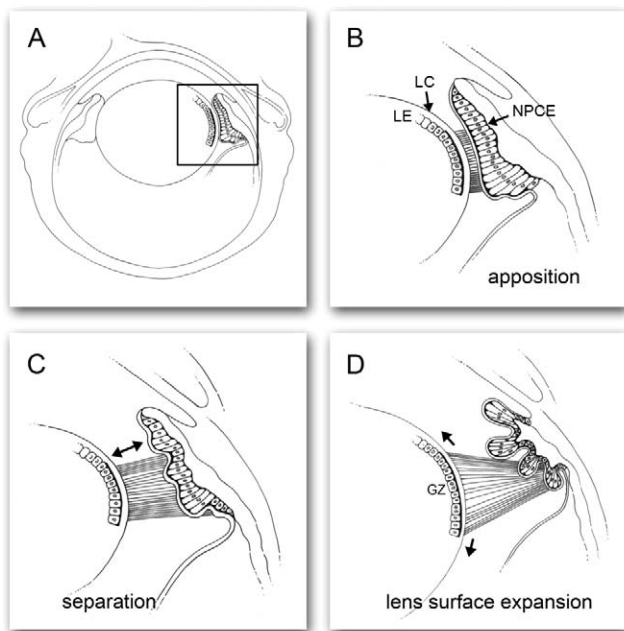 A
B
LC
LE
NPCE
apposition
C
separation
D
GZ
lens surface expansion